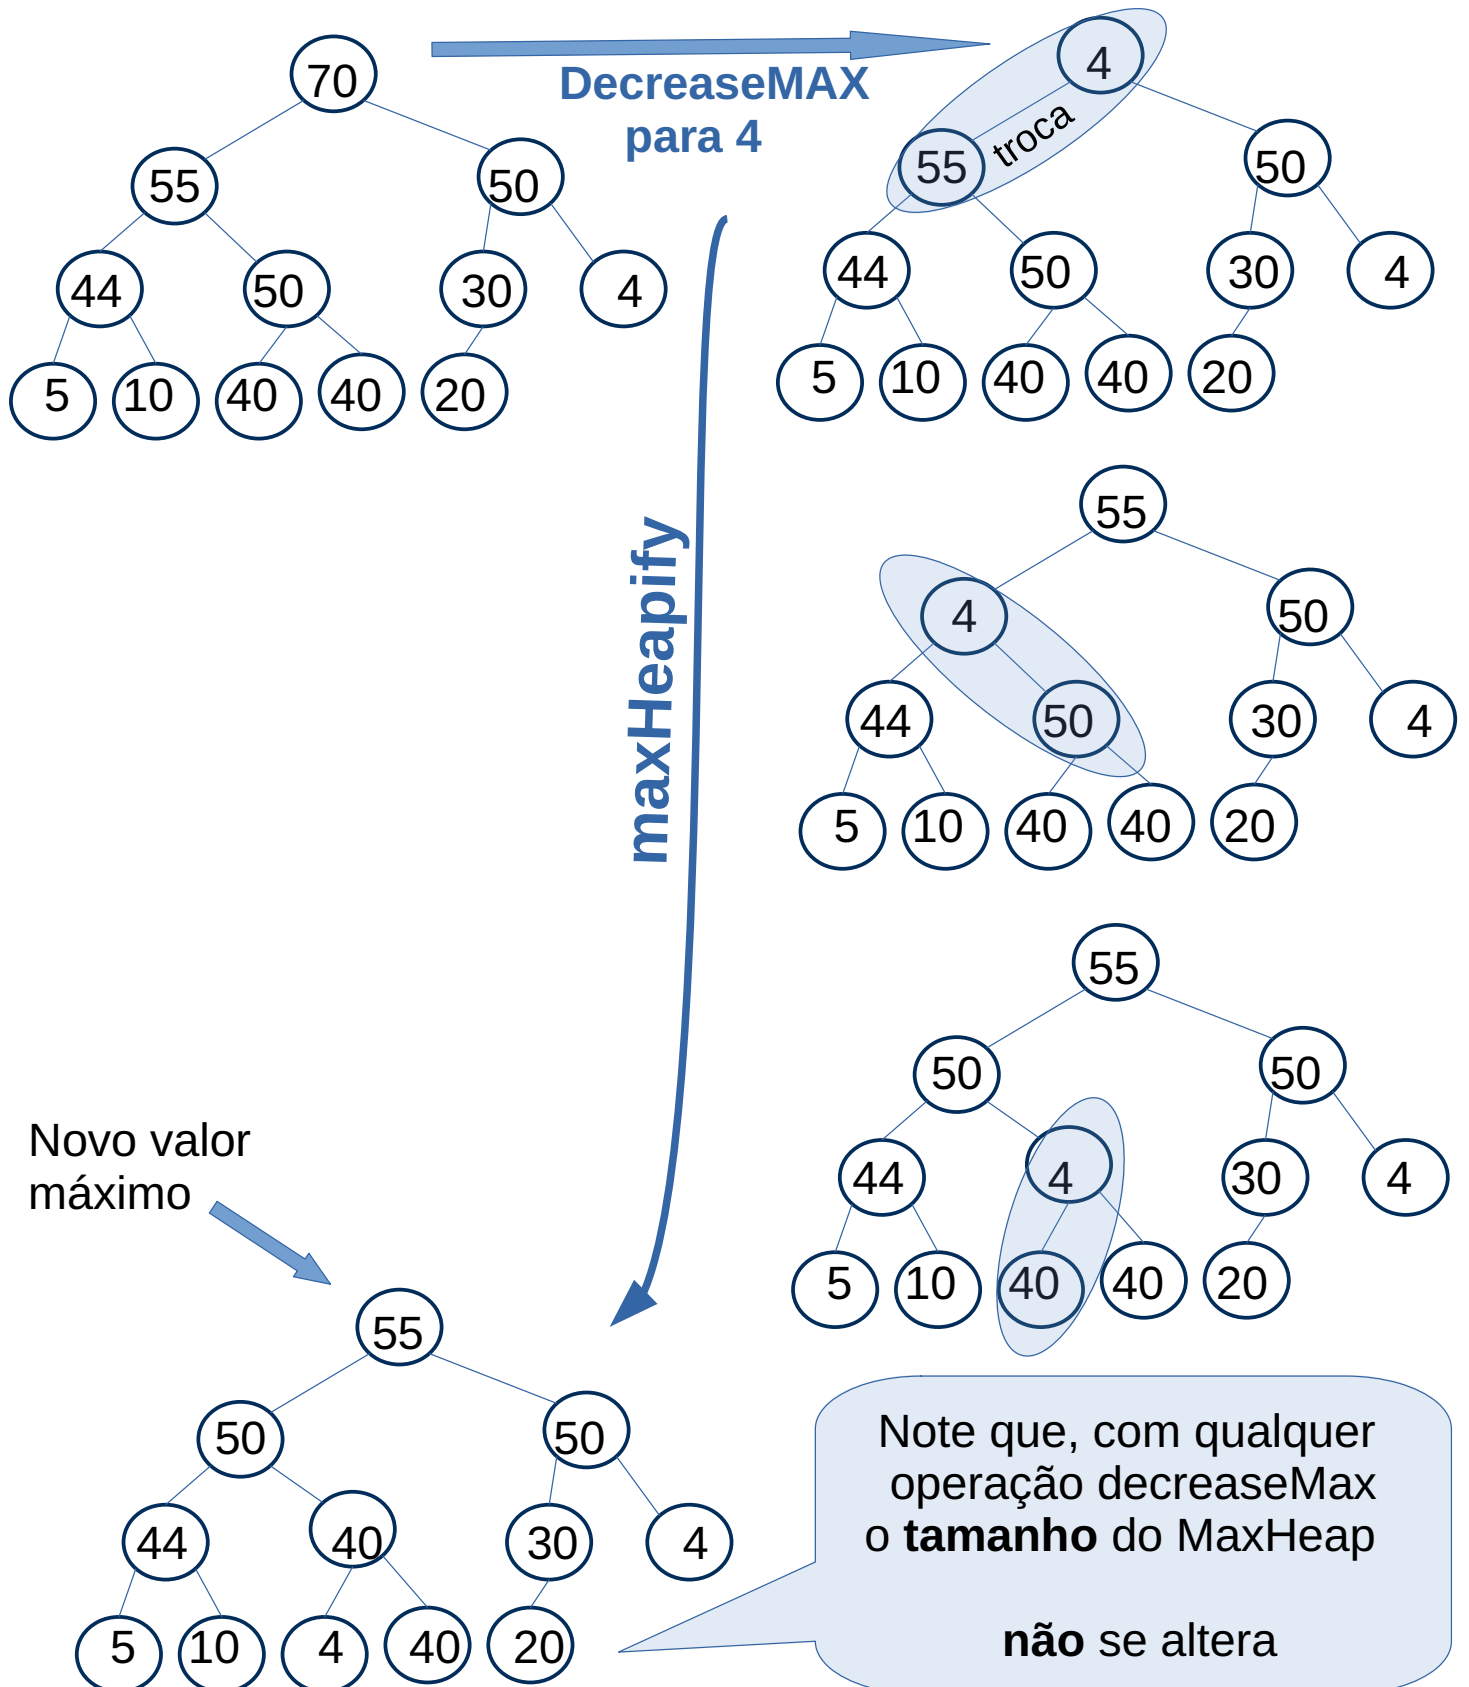 70
55 50
44 50 30 4
5 10 40 40 20
DecreaseMAX
para 4
4
troca
55 50
44 50 30 4
5 10 40 40 20
maxHeapify
55
4 50
44 50 30 4
5 10 40 40 20
55
50 50
44 4 30 4
5 10 40 40 20
Novo valor
máximo
55
50 50
44 40 30 4
5 10 4 40 20
Note que, com qualquer
operação decreaseMax
o tamanho do MaxHeap
não se altera